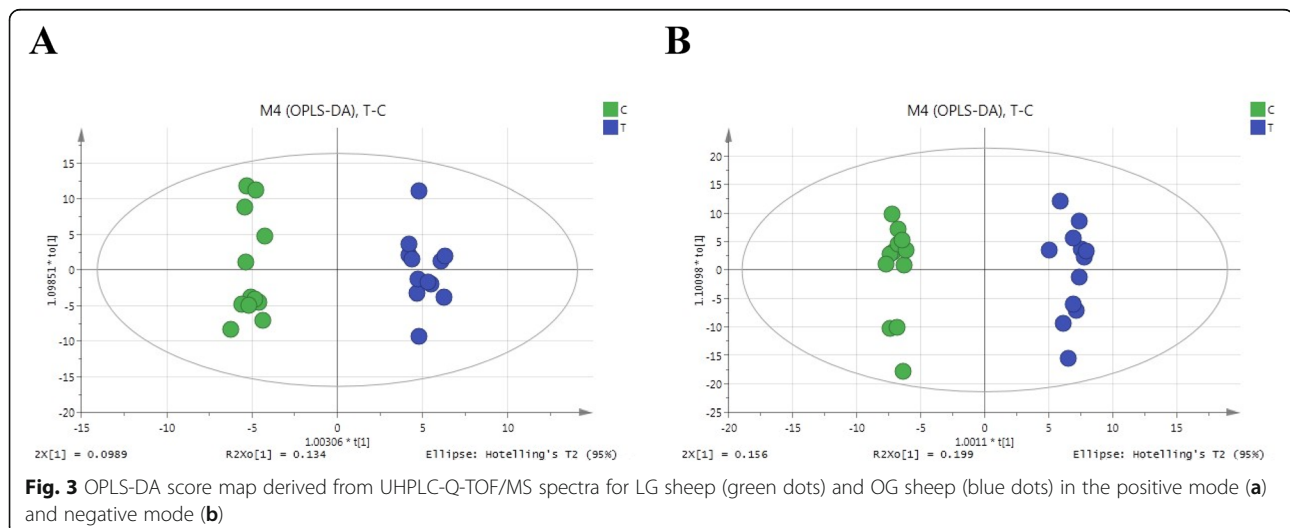 A
M4 (OPLS-DA), T-C
C
T
15
10
5
0
-5
-10
-15
-20
1.09851 * to[1]
-15
-10
-5
0
5
10
1.00306 * t[1]
2X[1] = 0.0989
R2Xo[1] = 0.134
Ellipse: Hotelling's T2 (95%)
B
M4 (OPLS-DA), T-C
C
T
20
15
10
5
0
-5
-10
-15
-20
-25
1.10098 * to[1]
-20
-15
-10
-5
0
5
10
15
1.0011 * t[1]
2X[1] = 0.156
R2Xo[1] = 0.199
Ellipse: Hotelling's T2 (95%)
Fig. 3 OPLS-DA score map derived from UHPLC-Q-TOF/MS spectra for LG sheep (green dots) and OG sheep (blue dots) in the positive mode (a)
and negative mode (b)